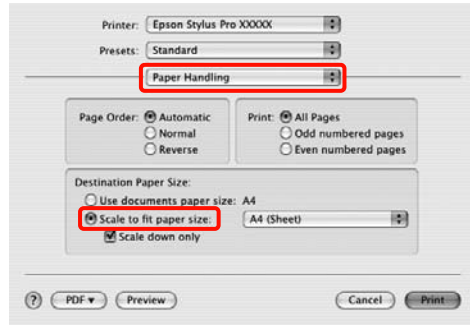 Printer: Epson Stylus Pro XXXXX
Presets: Standard
Paper Handling
Page Order: Automatic
Normal
Reverse
Print: All Pages
Odd numbered pages
Even numbered pages
Destination Paper Size:
Use documents paper size: A4
Scale to fit paper size: A4 (Sheet)
Scale down only
? PDF ▼ Preview Cancel Print